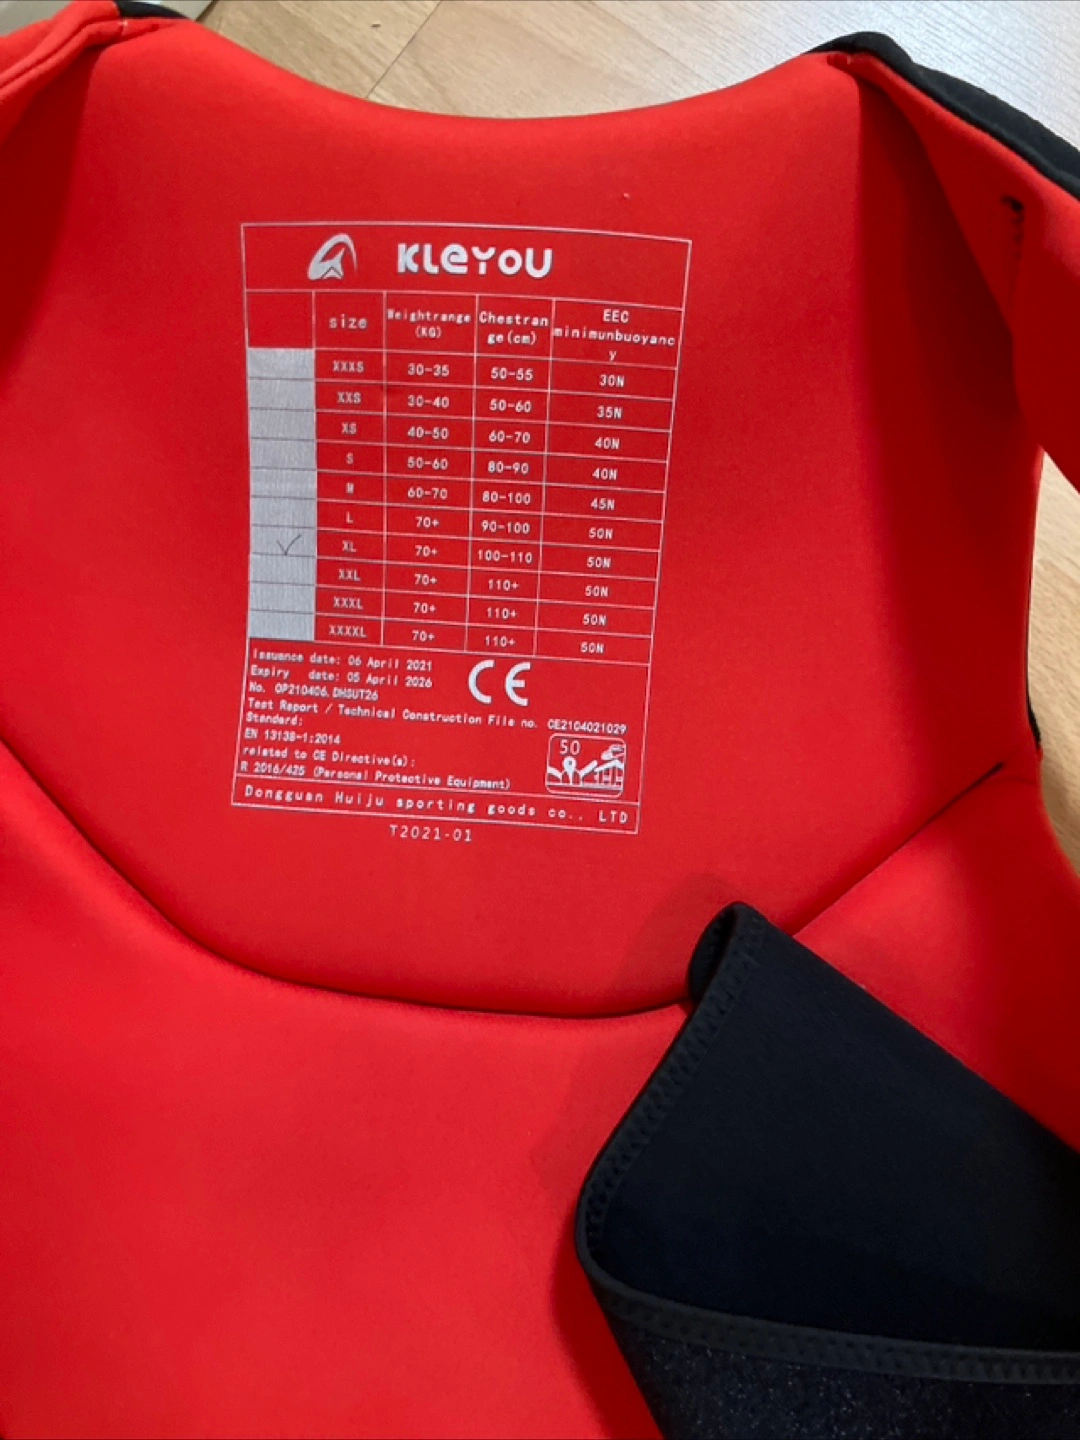 KLeYOU
size Weightrange (KG) Chestran ge(cm) EEC minimunbuoyanc y
XXXS 30-35 50-55 30N
XXS 30-40 50-60 35N
XS 40-50 60-70 40N
S 50-60 80-90 40N
M 60-70 80-100 45N
L 70+ 90-100 50N
XL 70+ 100-110 50N
XXL 70+ 110+ 50N
XXXL 70+ 110+ 50N
XXXXL 70+ 110+ 50N
Issuance date: 06 April 2021
Expiry date: 05 April 2026
CE
No. OP210406.DHSUT26
Test Report / Technical Construction File no. CE2104021029
Standard:
EN 13138-1:2014
related to CE Directive(s):
R 2016/425 (Personal Protective Equipment)
50
Dongguan Huiju sporting goods co., LTD
T2021-01